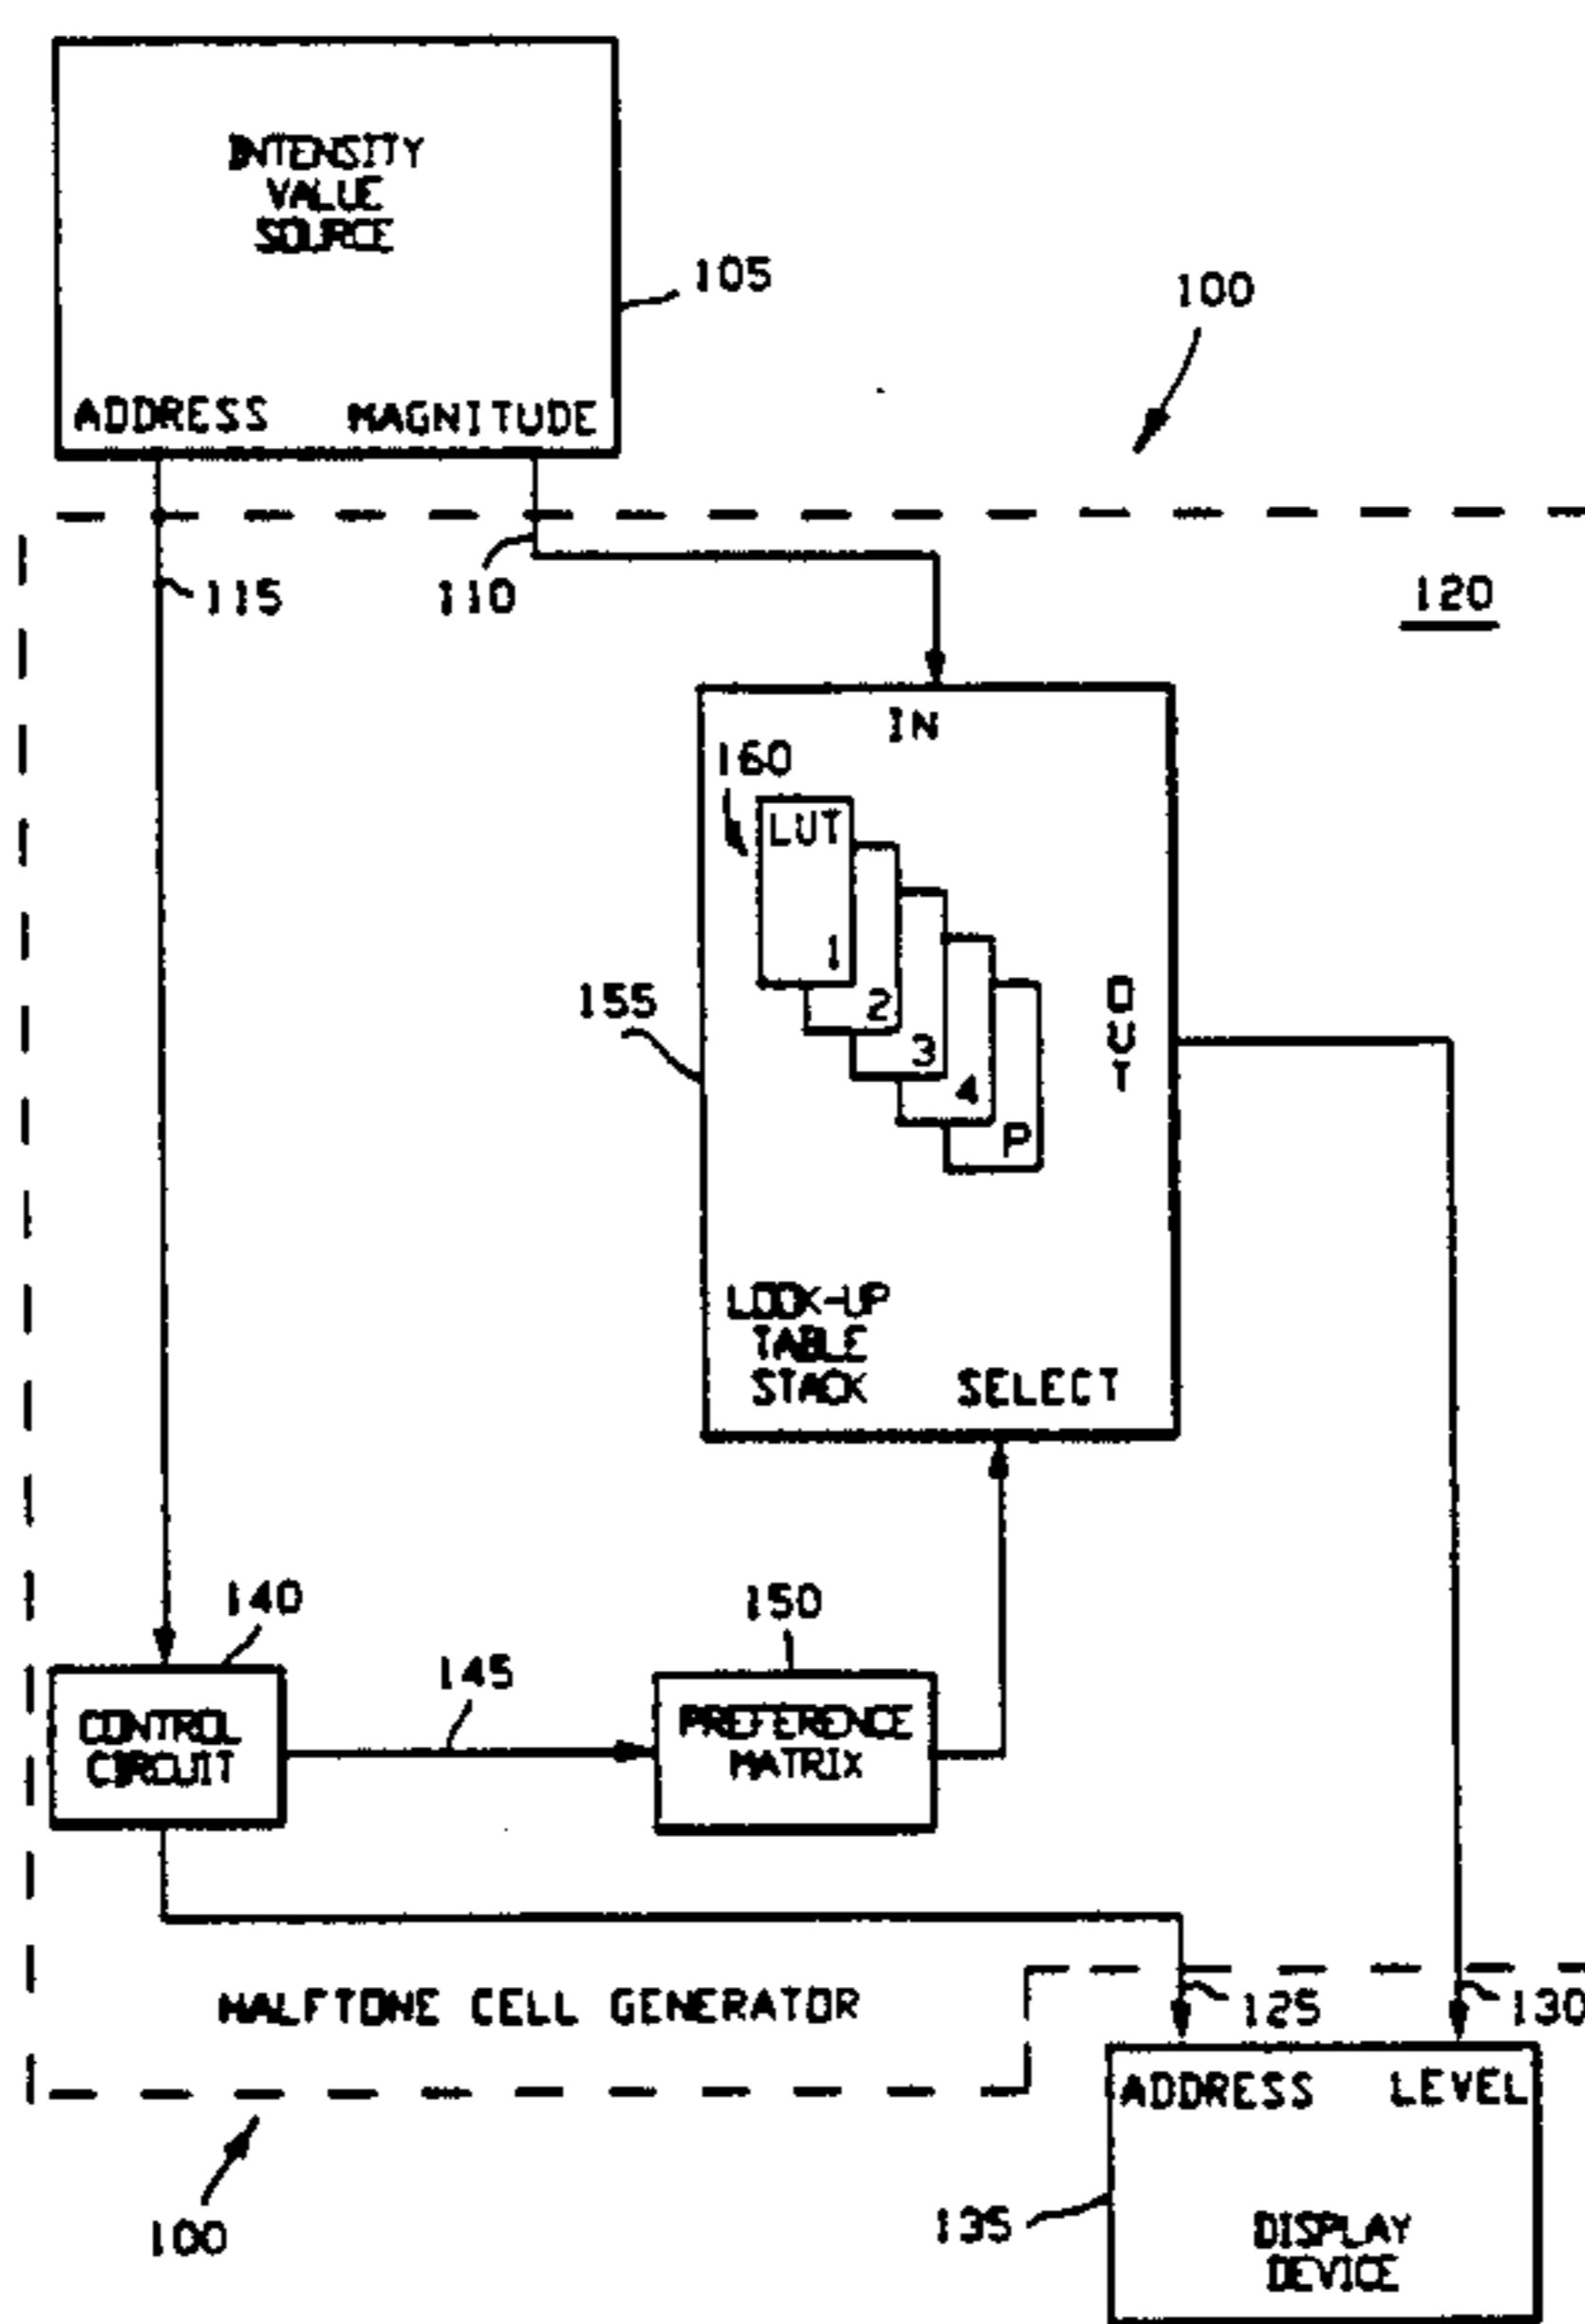 INTENSITY
VALUE
SOURCE
105
100
ADDRESS MAGNITUDE
115
110
120
IN
160
LUT
1
2
3
4
P
155
OUT
LOOK-UP
TABLE
STACK
SELECT
140
145
150
CONTROL
CIRCUIT
PREFERENCE
MATRIX
HALFTONE CELL GENERATOR
125
130
ADDRESS LEVEL
100
135
DISPLAY
DEVICE